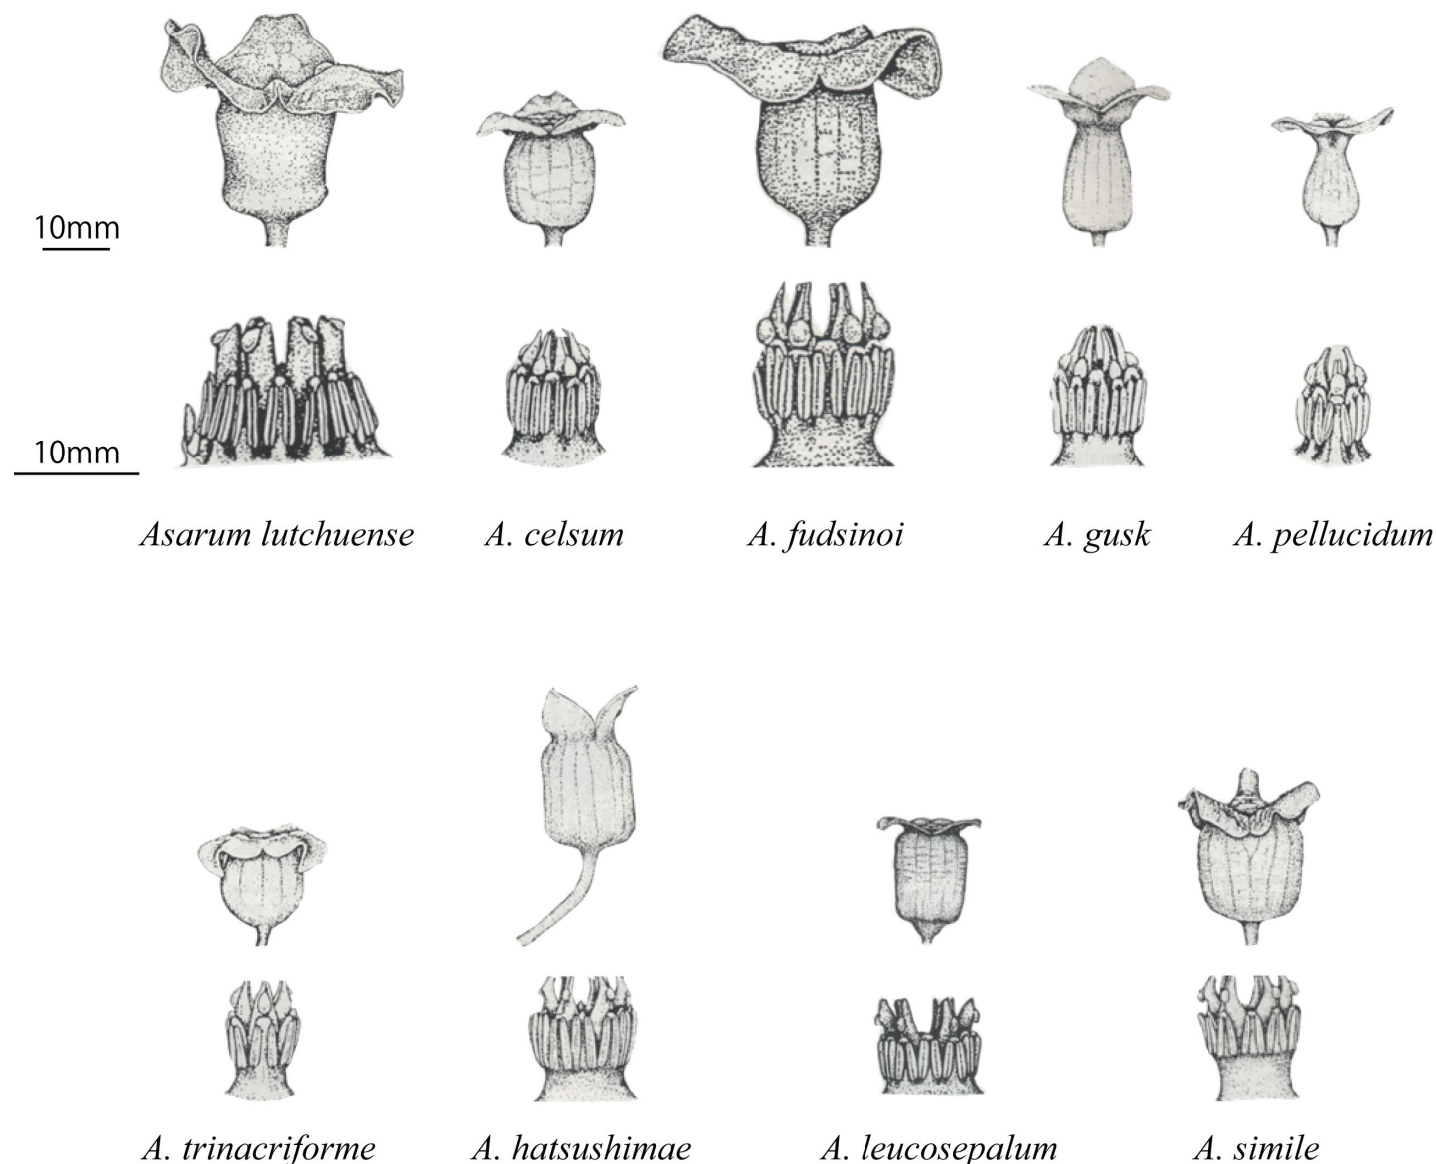 10mm
10mm
Asarum lutchuense
A. celsum
A. fudsinoi
A. gusk
A. pellucidum
A. trinacriforme
A. hatsushimae
A. leucosepalum
A. simile